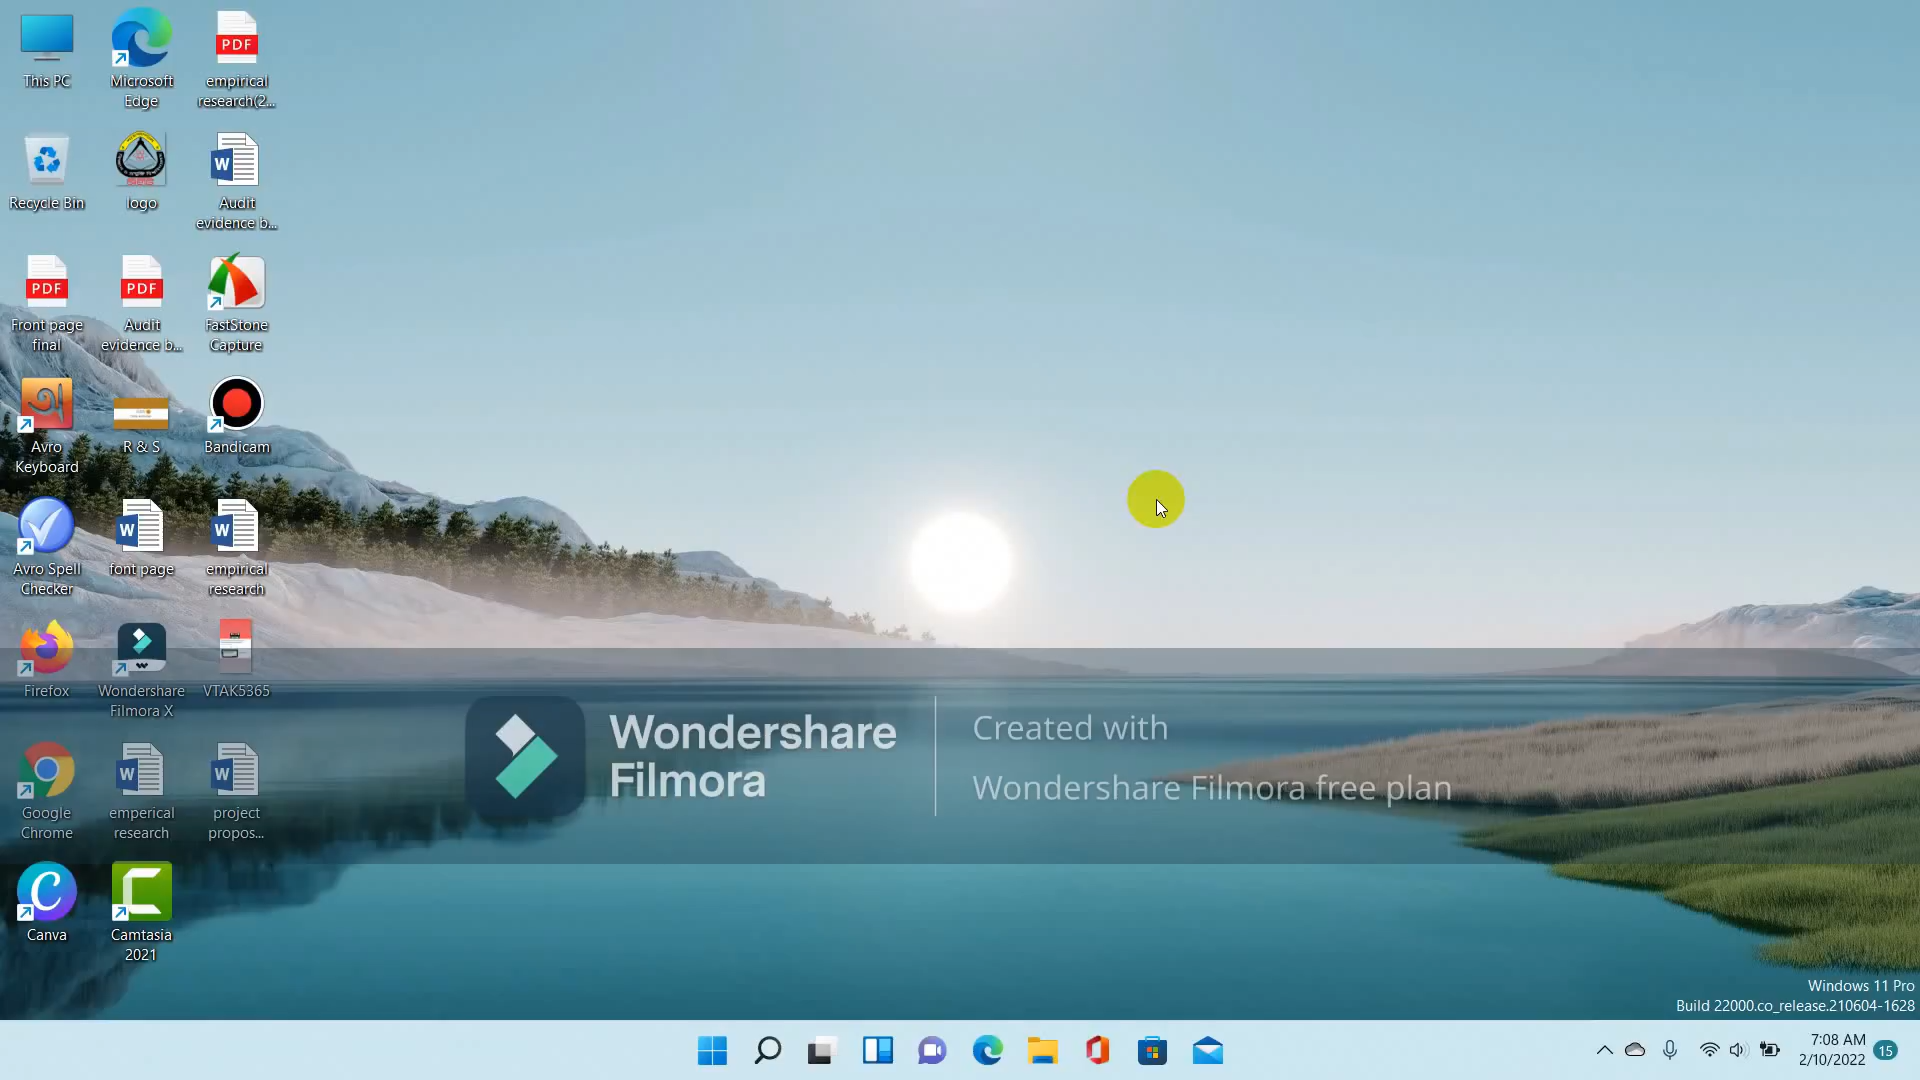 This PC
Microsoft
Edge
PDF
empirical
research(2...
Recycle Bin
logo
W
Audit
evidence b...
PDF
Front page
final
PDF
Audit
evidence b...
FastStone
Capture
Avro
Keyboard
R & S
Bandicam
Avro Spell
Checker
W
font page
W
empirical
research
Firefox
Wondershare
Filmora X
VTAK5365
Google
Chrome
W
emperical
research
W
project
propos...
Canva
Camtasia
2021
Wondershare
Filmora
Created with
Wondershare Filmora free plan
Windows 11 Pro
Build 22000.co_release.210604-1628
7:08 AM
2/10/2022
15